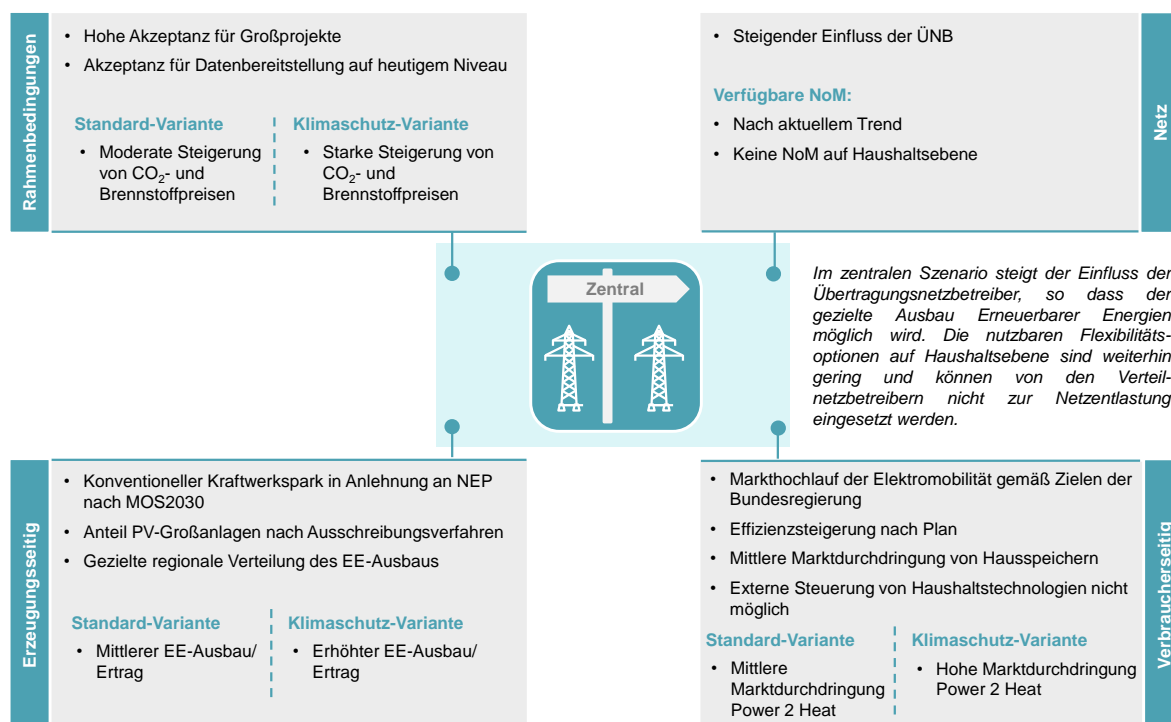 Rahmenbedingungen
• Hohe Akzeptanz für Großprojekte
• Akzeptanz für Datenbereitstellung auf heutigem Niveau
Standard-Variante
• Moderate Steigerung
von CO₂- und
Brennstoffpreisen
Klimaschutz-Variante
• Starke Steigerung von
CO₂- und
Brennstoffpreisen
• Steigender Einfluss der ÜNB
Verfügbare NoM:
• Nach aktuellem Trend
• Keine NoM auf Haushaltsebene
Netz
Zentral
Im zentralen Szenario steigt der Einfluss der
Übertragungsnetzbetreiber, so dass der
gezielte Ausbau Erneuerbarer Energien
möglich wird. Die nutzbaren Flexibilitäts-
optionen auf Haushaltsebene sind weiterhin
gering und können von den Verteil-
netzbetreibern nicht zur Netzentlastung
eingesetzt werden.
Erzeugungsseitig
• Konventioneller Kraftwerkspark in Anlehnung an NEP
nach MOS2030
• Anteil PV-Großanlagen nach Ausschreibungsverfahren
• Gezielte regionale Verteilung des EE-Ausbaus
Standard-Variante
• Mittlerer EE-Ausbau/
Ertrag
Klimaschutz-Variante
• Erhöhter EE-Ausbau/
Ertrag
• Markthochlauf der Elektromobilität gemäß Zielen der
Bundesregierung
• Effizienzsteigerung nach Plan
• Mittlere Marktdurchdringung von Hausspeichern
• Externe Steuerung von Haushaltstechnologien nicht
möglich
Standard-Variante
• Mittlere
Marktdurchdringung
Power 2 Heat
Klimaschutz-Variante
• Hohe Marktdurchdringung
Power 2 Heat
Verbraucherseitig